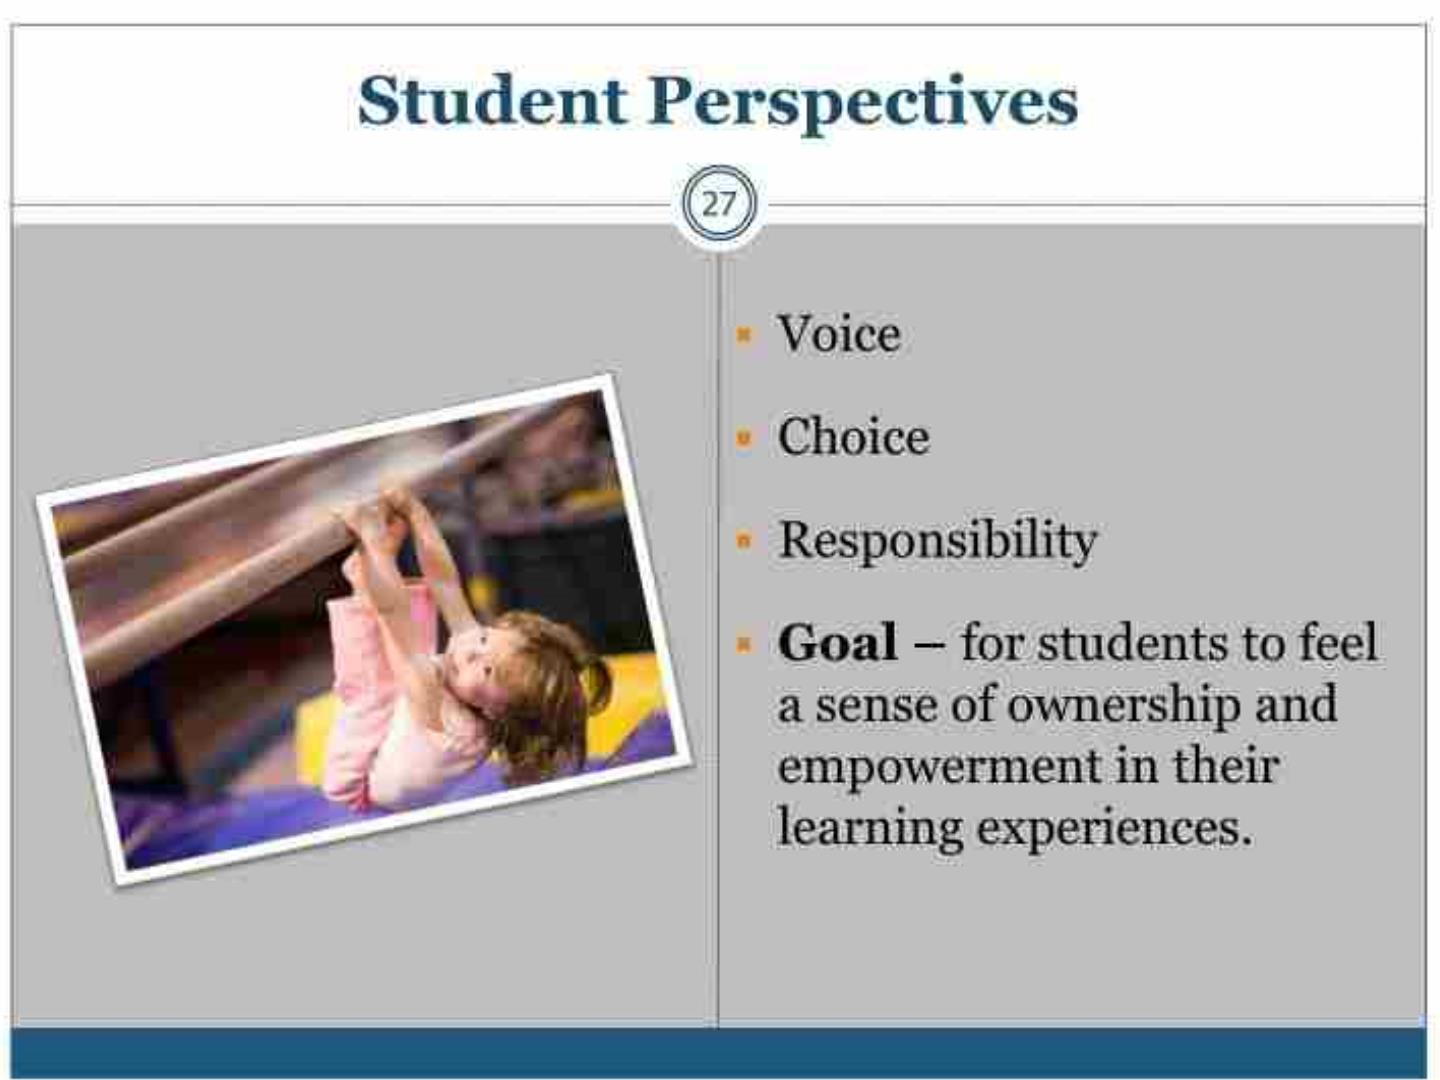 Student Perspectives
27
Voice
Choice
Responsibility
Goal – for students to feel
a sense of ownership and
empowerment in their
learning experiences.